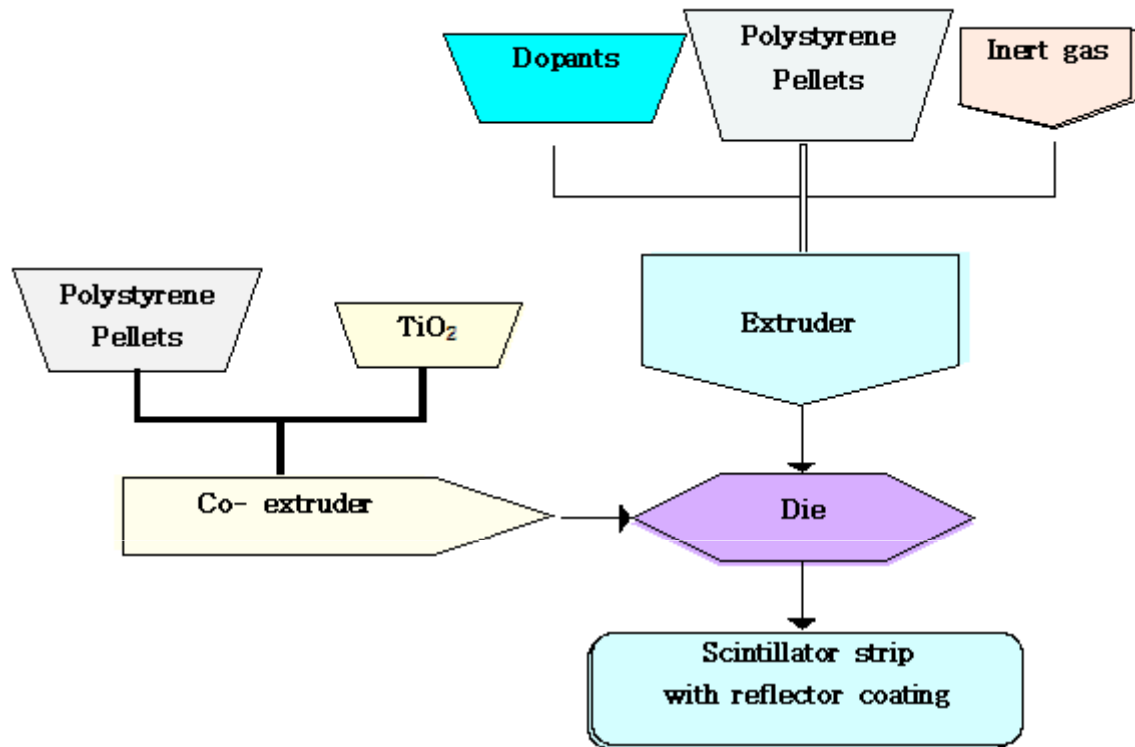 Dopants
Polystyrene
Pellets
Inert gas
Polystyrene
Pellets
TiO₂
Extruder
Co- extruder
Die
Scintillator strip
with reflector coating